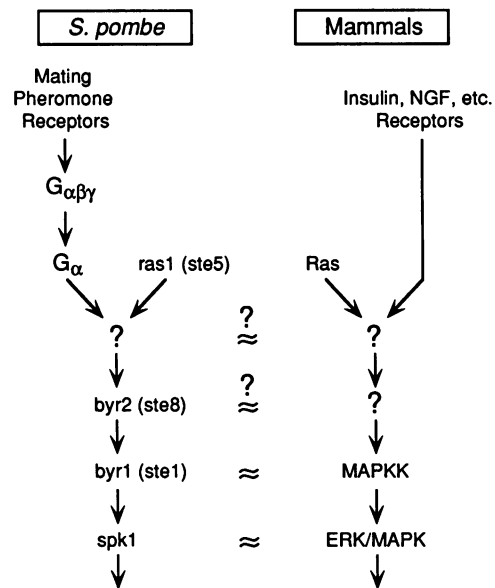 S. pombe
Mammals
Mating
Pheromone
Receptors
Insulin, NGF, etc.
Receptors
Gαβγ
Gα
ras1 (ste5)
Ras
?
?
≈
?
byr2 (ste8)
?
≈
?
byr1 (ste1)
≈
MAPKK
spk1
≈
ERK/MAPK